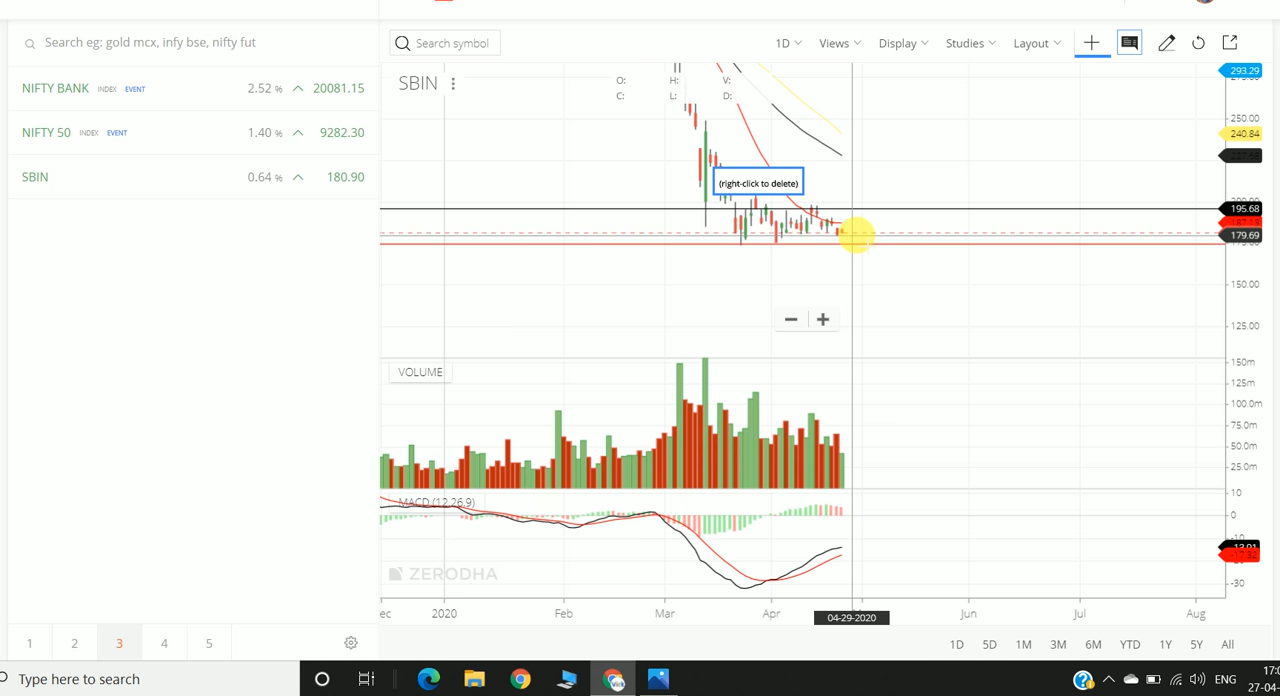 Search eg: gold mcx, infy bse, nifty fut
NIFTY BANK INDEX EVENT 2.52 % 20081.15
NIFTY 50 INDEX EVENT 1.40 % 9282.30
SBIN 0.64 % 180.90
1 2 3 4 5
Search symbol
1D Views Display Studies Layout
SBIN
O: H: V:
C: L: D:
(right-click to delete)
293.29
250.00
240.84
195.68
179.69
150.00
125.00
VOLUME
150m
125m
100.0m
75.0m
50.0m
25.0m
MACD (12,26,9)
10
0
-17.32
-30
ZERODHA
2020 Feb Mar Apr 04-29-2020 Jun Jul Aug
1D 5D 1M 3M 6M YTD 1Y 5Y All
Type here to search
ENG